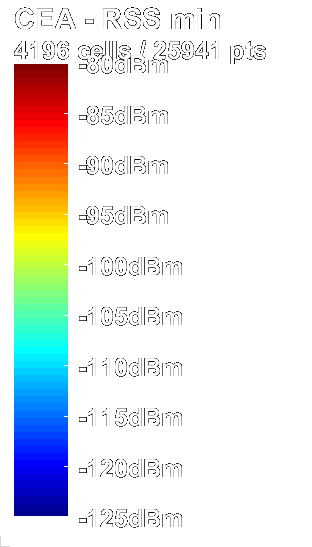 CEA - RSS min
4196 cells / 25941 pts
-80dBm
-85dBm
-90dBm
-95dBm
-100dBm
-105dBm
-110dBm
-115dBm
-120dBm
-125dBm